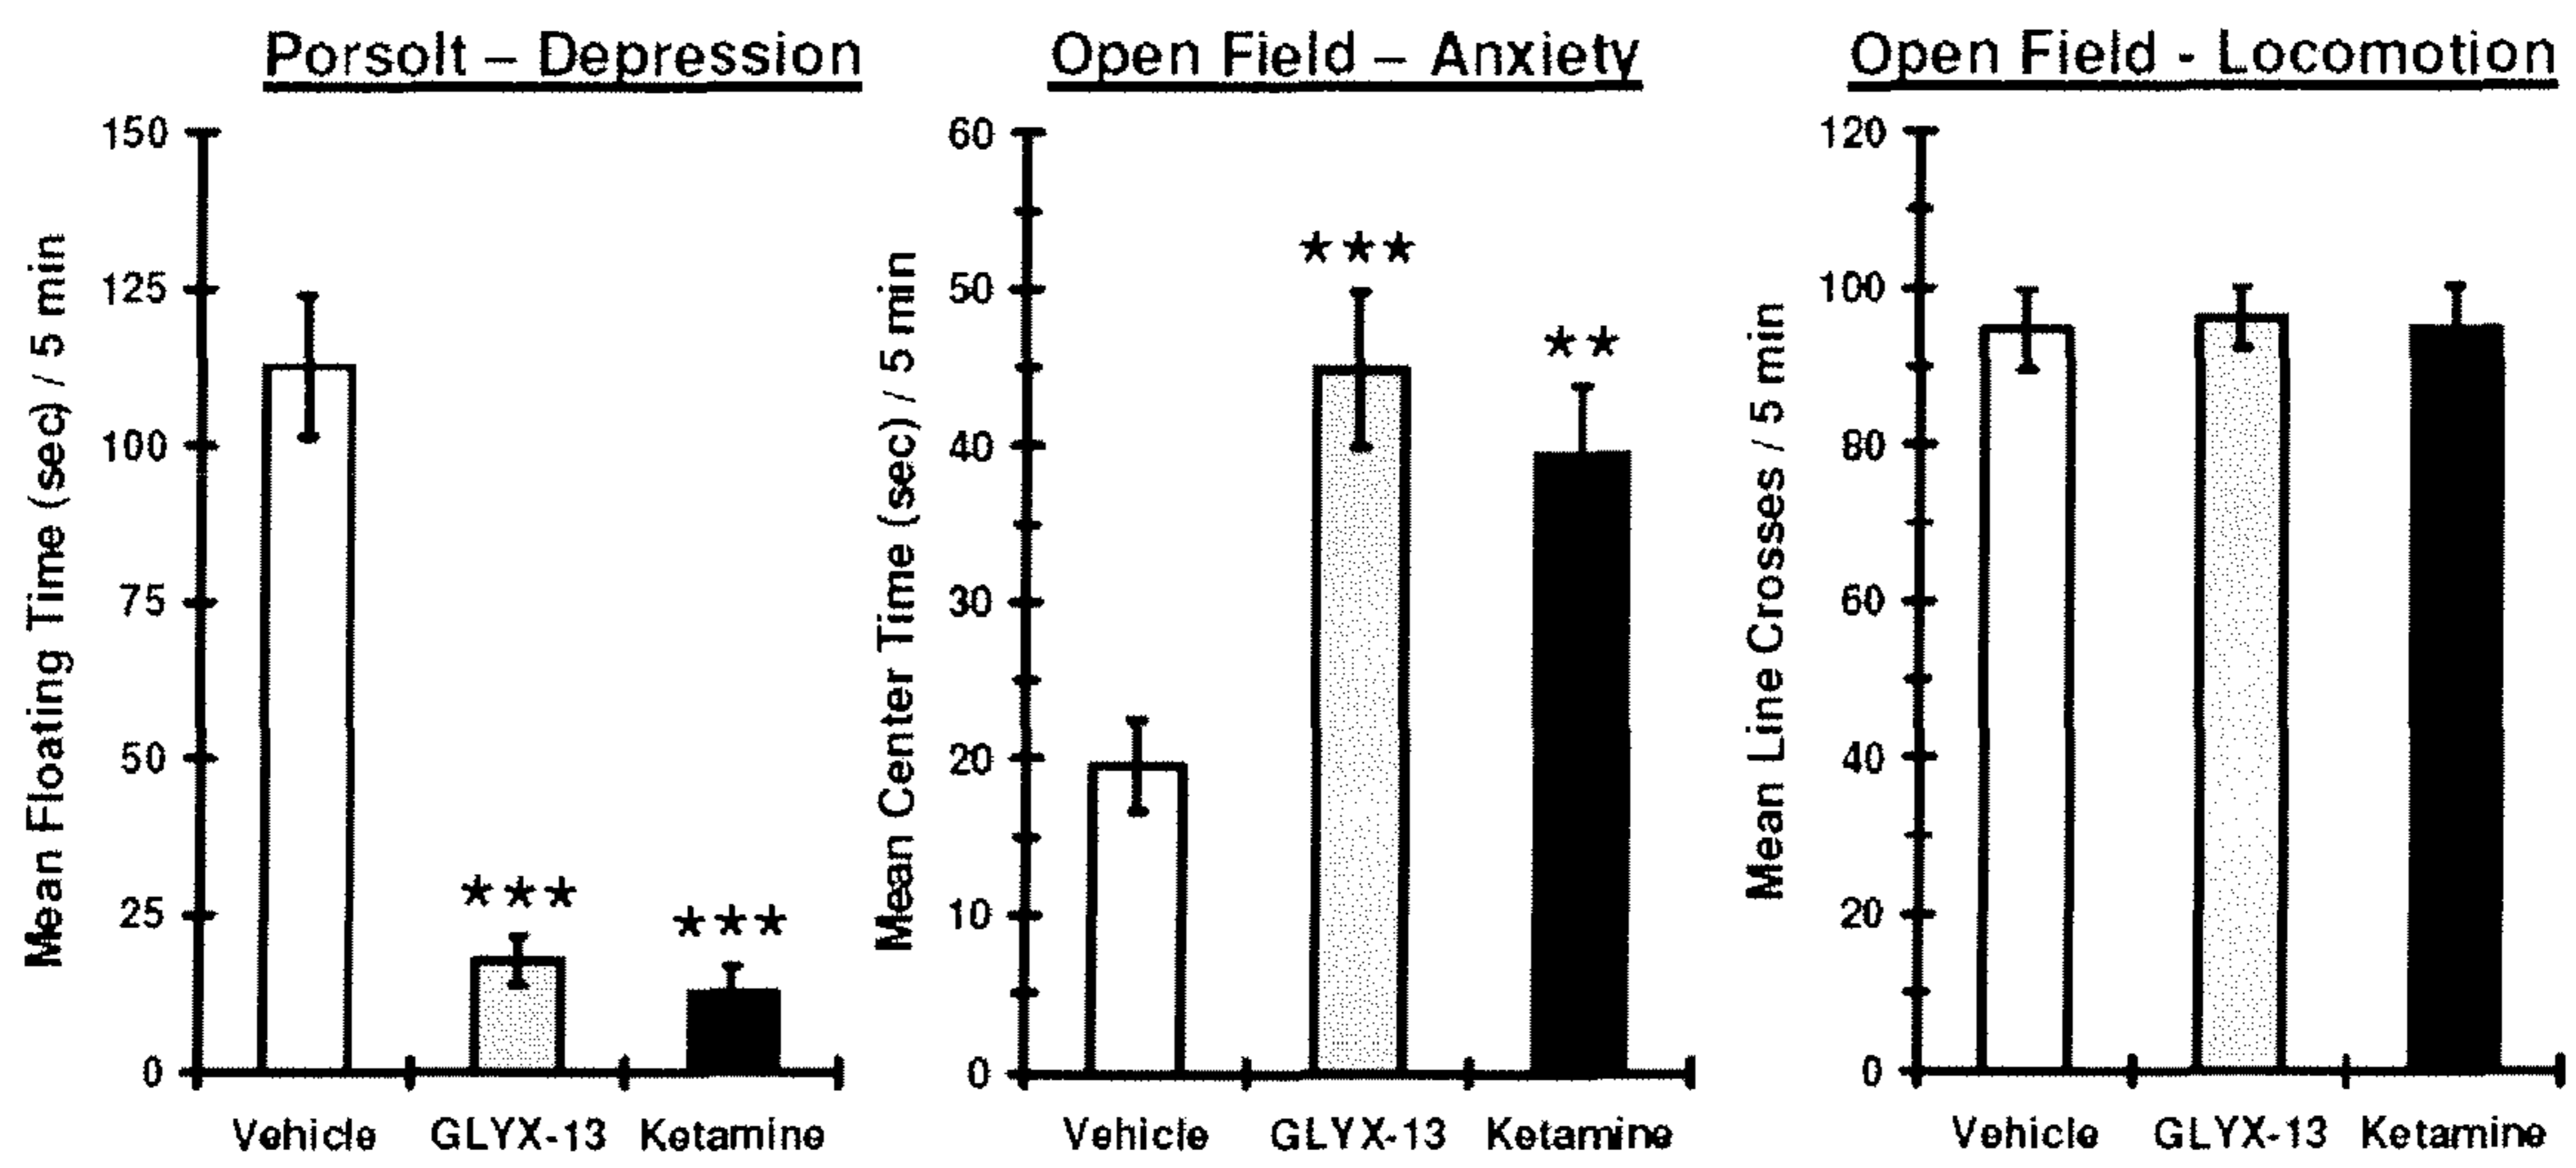 Porsolt – Depression
Mean Floating Time (sec) / 5 min
150
125
100
75
50
25
0
***
***
Vehicle GLYX-13 Ketamine
Open Field – Anxiety
Mean Center Time (sec) / 5 min
60
50
40
30
20
10
0
***
**
Vehicle GLYX-13 Ketamine
Open Field - Locomotion
Mean Line Crosses / 5 min
120
100
80
60
40
20
0
Vehicle GLYX-13 Ketamine